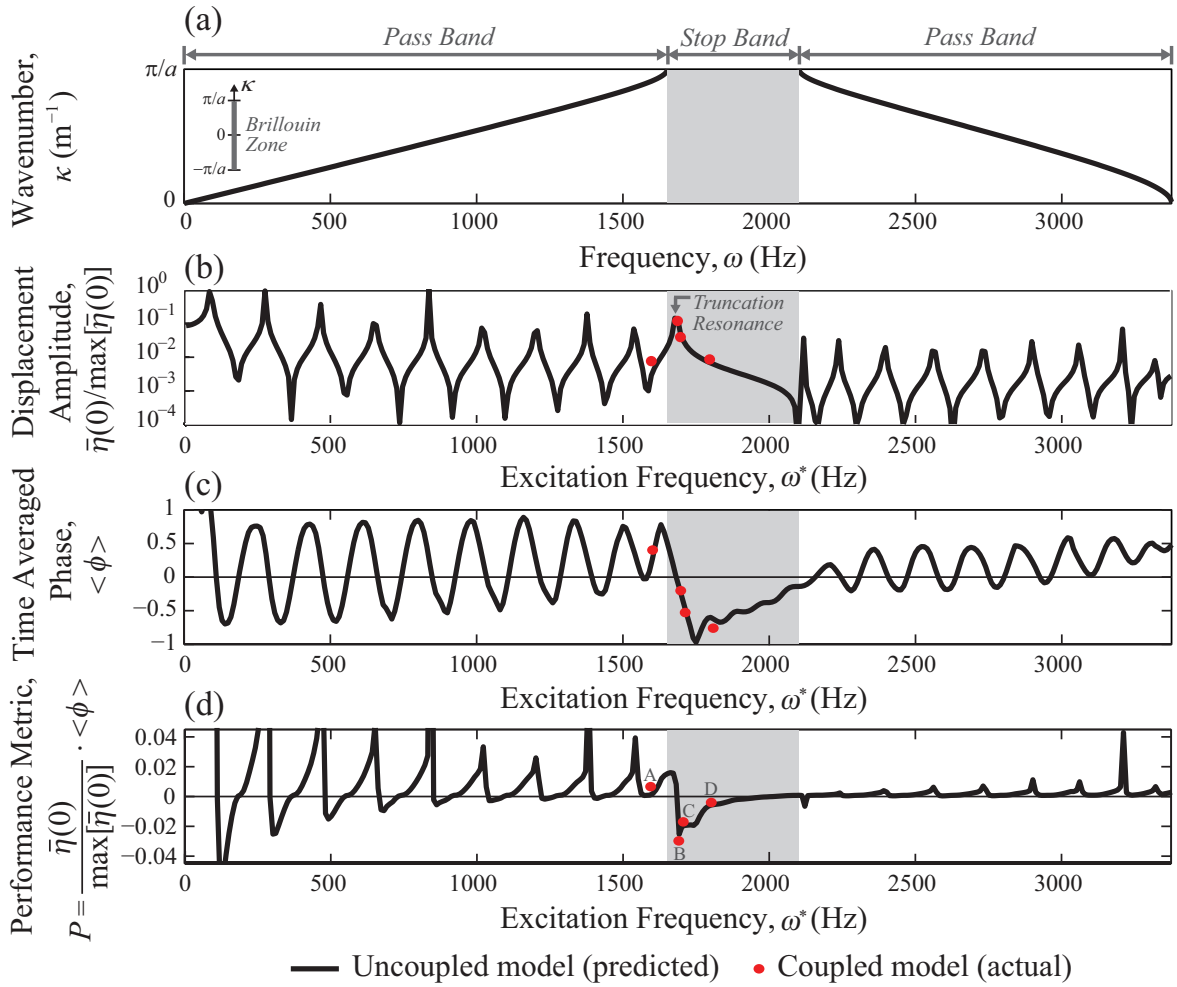 (a)
Pass Band
Stop Band
Pass Band
Wavenumber,
κ (m⁻¹)
π/a
0
κ
π/a
0
−π/a
Brillouin
Zone
0 500 1000 1500 2000 2500 3000
Frequency, ω (Hz)
(b)
Displacement
Amplitude,
η̄(0)/max[η̄(0)]
10⁰
10⁻¹
10⁻²
10⁻³
10⁻⁴
Truncation
Resonance
0 500 1000 1500 2000 2500 3000
Excitation Frequency, ω* (Hz)
(c)
Time Averaged
Phase,
<ϕ>
1
0.5
0
−0.5
−1
0 500 1000 1500 2000 2500 3000
Excitation Frequency, ω* (Hz)
(d)
Performance Metric,
P = η̄(0) / max[η̄(0)] · <ϕ>
0.04
0.02
0
−0.02
−0.04
A
B
C
D
0 500 1000 1500 2000 2500 3000
Excitation Frequency, ω* (Hz)
Uncoupled model (predicted)
Coupled model (actual)